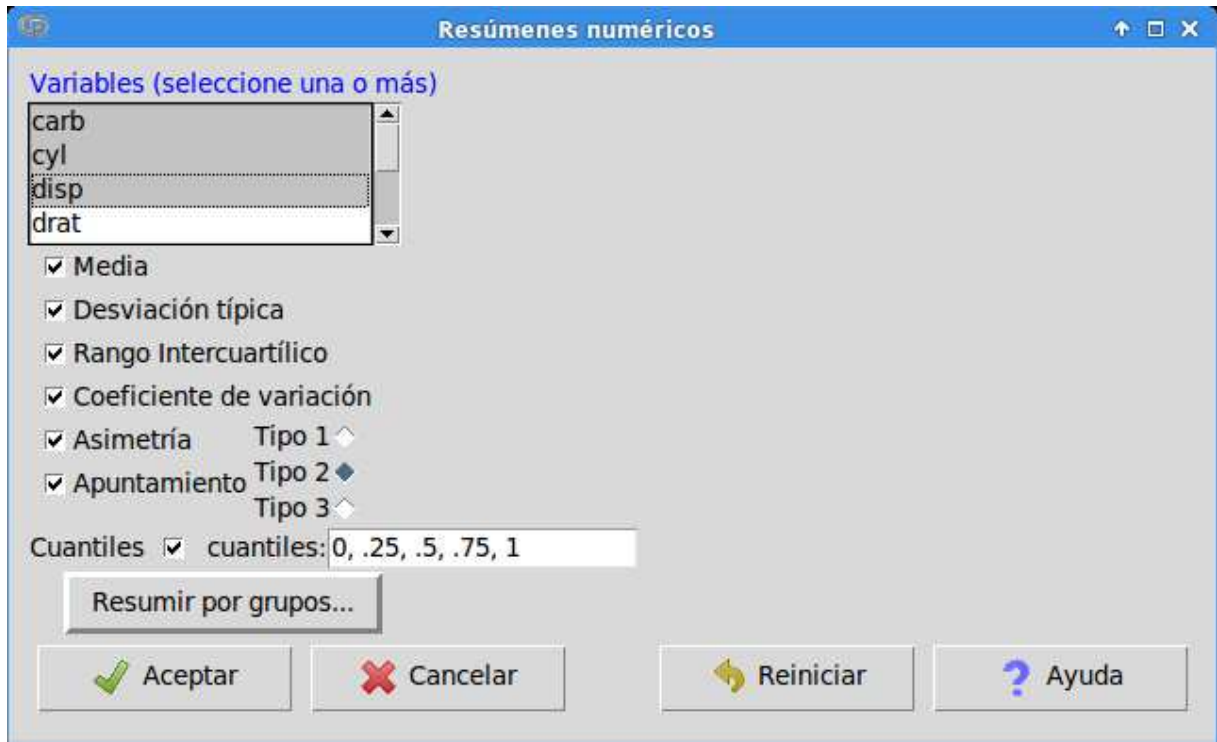 Resúmenes numéricos
Variables (seleccione una o más)
carb
cyl
disp
drat
Media
Desviación típica
Rango Intercuartílico
Coeficiente de variación
Asimetría
Tipo 1
Apuntamiento
Tipo 2
Tipo 3
Cuantiles cuantiles: 0, .25, .5, .75, 1
Resumir por grupos...
Aceptar Cancelar Reiniciar Ayuda